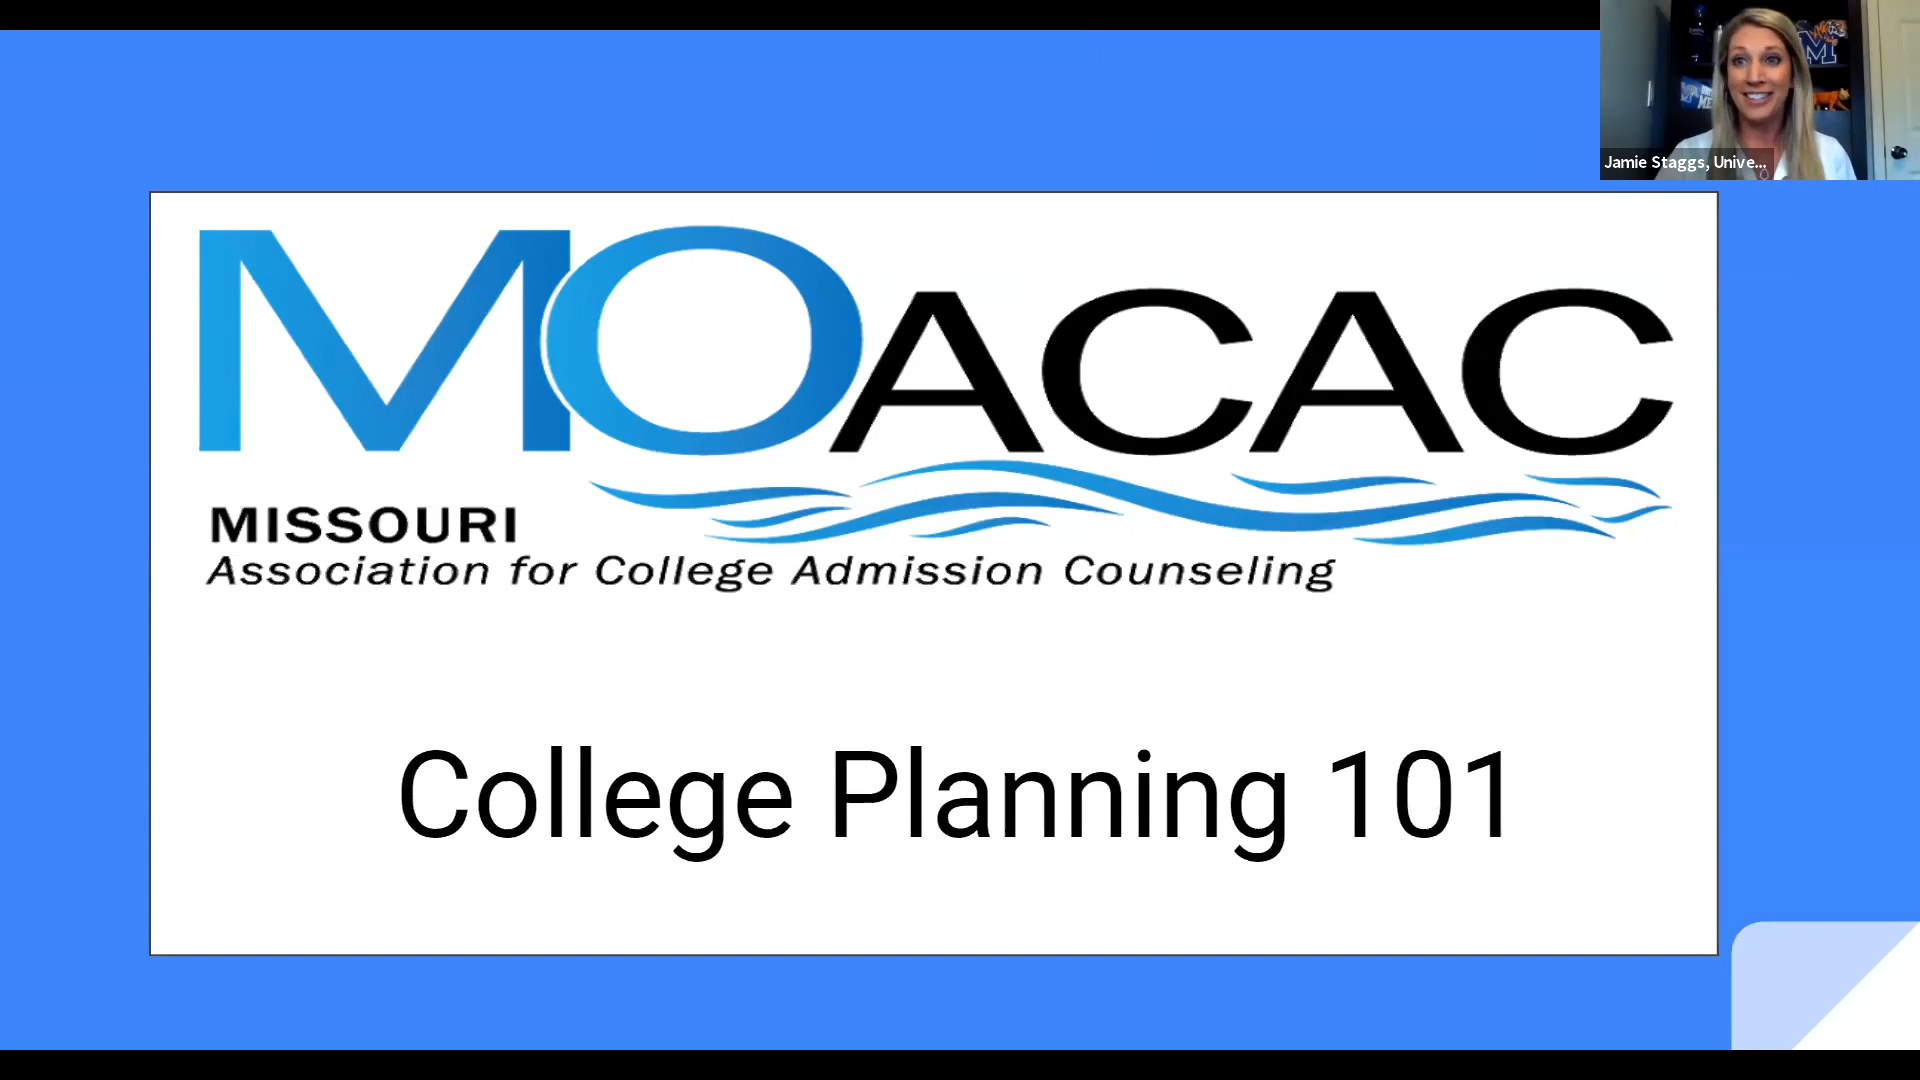 MOACAC
MISSOURI
Association for College Admission Counseling
College Planning 101
Jamie Staggs, Unive...
M